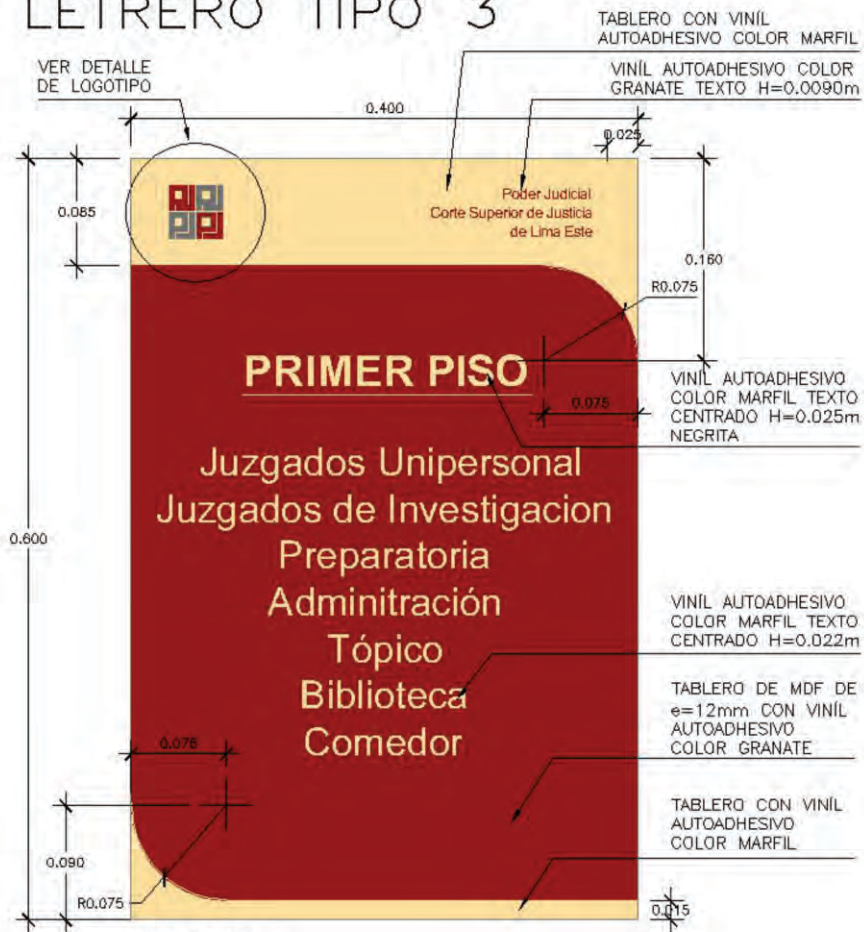 LETRERO TIPO 3
TABLERO CON VINÍL
AUTOADHESIVO COLOR MARFIL
VER DETALLE
DE LOGOTIPO
VINÍL AUTOADHESIVO COLOR
GRANATE TEXTO H=0.0090m
0.400
0.025
0.085
Poder Judicial
Corte Superior de Justicia
de Lima Este
0.160
R0.075
PRIMER PISO
0.075
VINÍL AUTOADHESIVO
COLOR MARFIL TEXTO
CENTRADO H=0.025m
NEGRITA
Juzgados Unipersonal
Juzgados de Investigacion
Preparatoria
Adminitración
Tópico
Biblioteca
Comedor
0.600
VINÍL AUTOADHESIVO
COLOR MARFIL TEXTO
CENTRADO H=0.022m
TABLERO DE MDF DE
e=12mm CON VINÍL
AUTOADHESIVO
COLOR GRANATE
0.075
TABLERO CON VINÍL
AUTOADHESIVO
COLOR MARFIL
0.090
R0.075
0.015